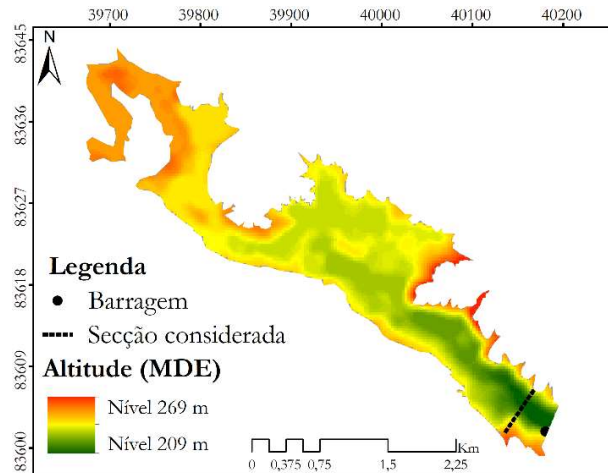 39700 39800 39900 40000 40100 40200
83645
83636
83627
83618
83609
83600
N
Legenda
Barragem
Secção considerada
Altitude (MDE)
Nível 269 m
Nível 209 m
Km
0 0,375 0,75 1,5 2,25